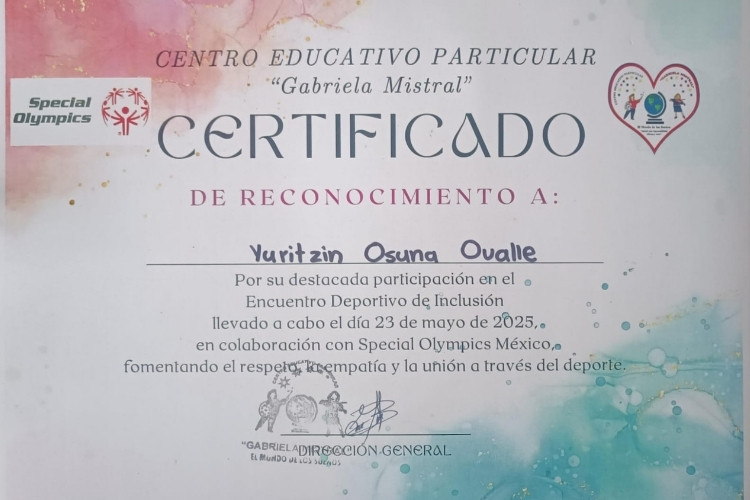 CENTRO EDUCATIVO PARTICULAR
“Gabriela Mistral”
Special
Olympics
CERTIFICADO
DE RECONOCIMIENTO A:
Yuritzin Osuna Ovalle
Por su destacada participación en el
Encuentro Deportivo de Inclusión
llevado a cabo el día 23 de mayo de 2025,
en colaboración con Special Olympics México,
fomentando el respeto, la empatía y la unión a través del deporte.
"GABRIELA
DIRECCIÓN GENERAL
EL MUNDO DE LOS SUEÑOS